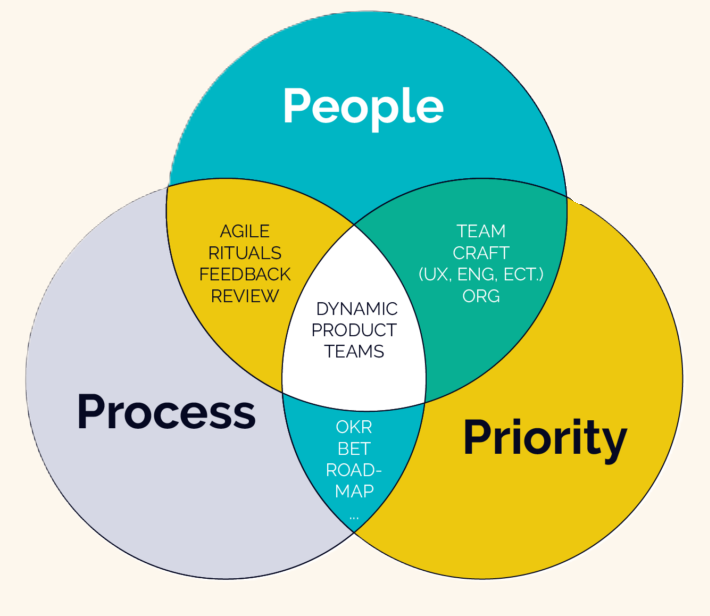 People
AGILE
RITUALS
FEEDBACK
REVIEW
TEAM
CRAFT
(UX, ENG, ECT.)
ORG
DYNAMIC
PRODUCT
TEAMS
Process
Priority
OKR
BET
ROAD-
MAP
...